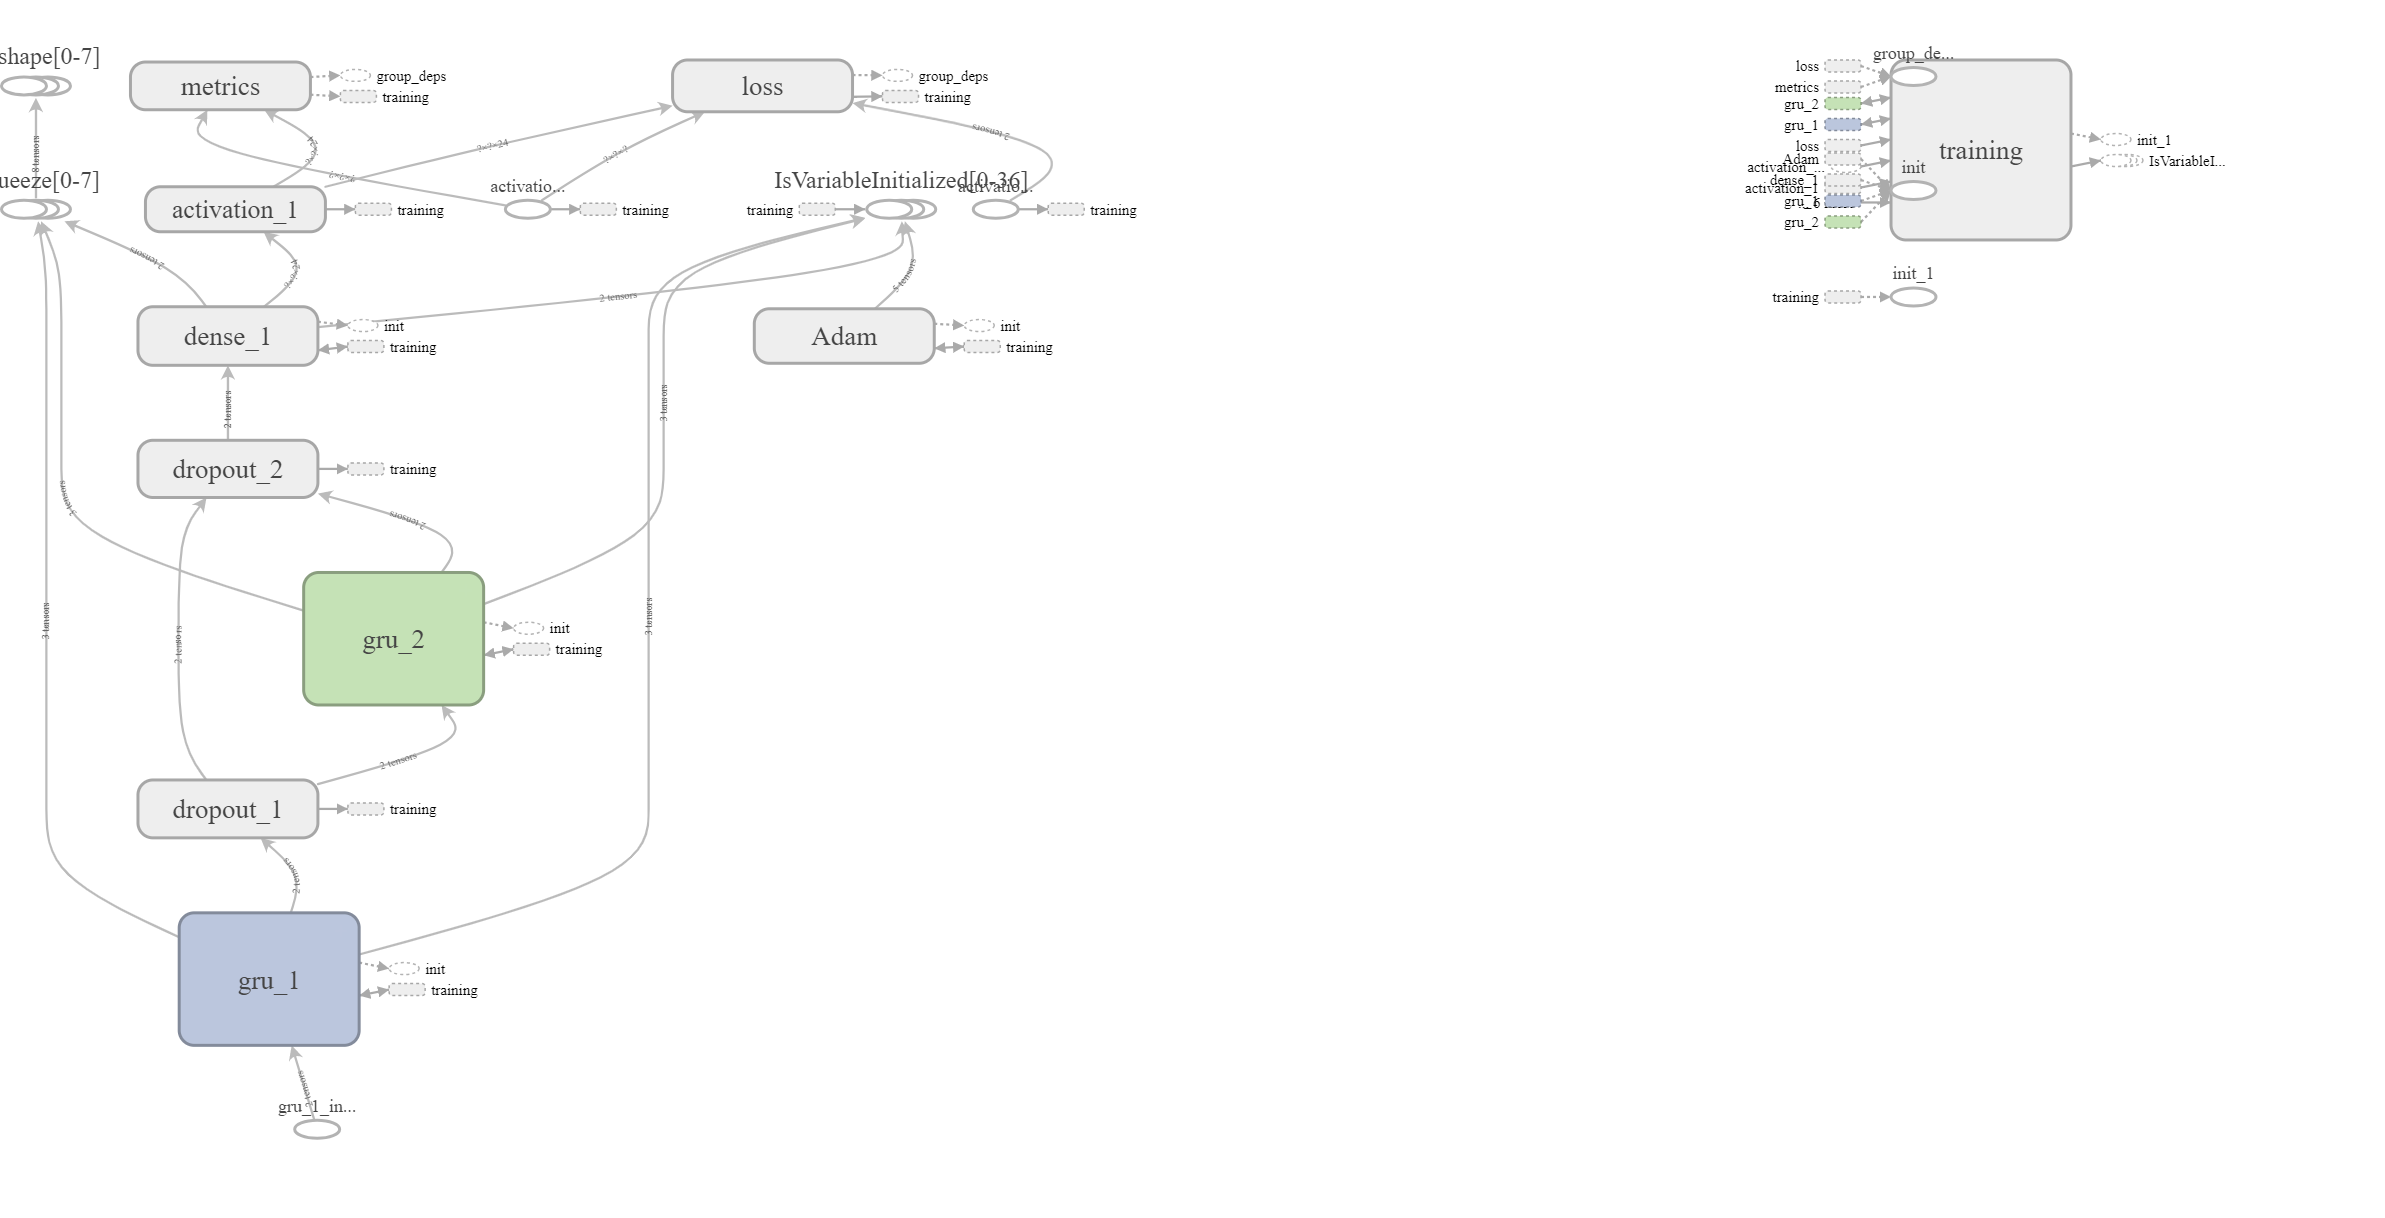 shape[0-7]
metrics
group_deps
training
loss
group_deps
training
8 tensors
?×?×24
?×?×24
?×?×?
?×?×?
2 tensors
ueeze[0-7]
activation_1
training
activatio...
training
IsVariableInitialized[0-36]
training
activatio...
training
2 tensors
?×?×24
2 tensors
5 tensors
dense_1
init
training
Adam
init
training
2 tensors
3 tensors
dropout_2
training
3 tensors
2 tensors
gru_2
init
training
3 tensors
2 tensors
3 tensors
2 tensors
dropout_1
training
2 tensors
gru_1
init
training
2 tensors
gru_1_in...
group_de...
loss
metrics
gru_2
gru_1
loss
Adam
activation_...
dense_1
activation_1
gru_1
gru_2
init
training
init_1
IsVariableI...
init_1
training